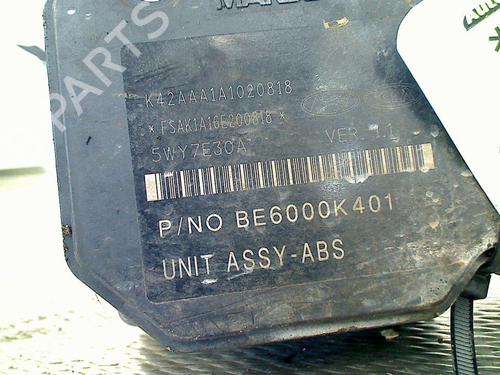 K42AAA1A1020818
*FSAK1A16E200818*
5WY7E30A VER. 1.1
P/NO BE6000K401
UNIT ASSY-ABS